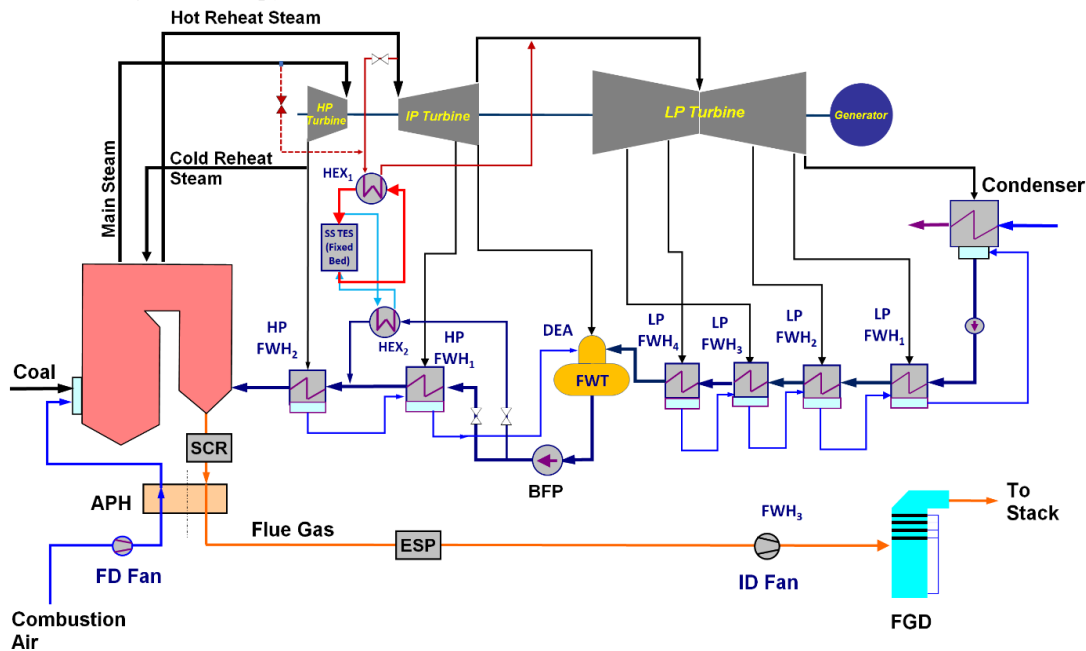 Hot Reheat Steam
Main Steam
Cold Reheat
Steam
HP
Turbine
IP Turbine
LP Turbine
Generator
Condenser
HEX1
SS TES
(Fixed
Bed)
HEX2
HP
FWH2
HP
FWH1
DEA
FWT
LP
FWH4
LP
FWH3
LP
FWH2
LP
FWH1
Coal
SCR
BFP
APH
Flue Gas
ESP
FWH3
ID Fan
To
Stack
FGD
FD Fan
Combustion
Air